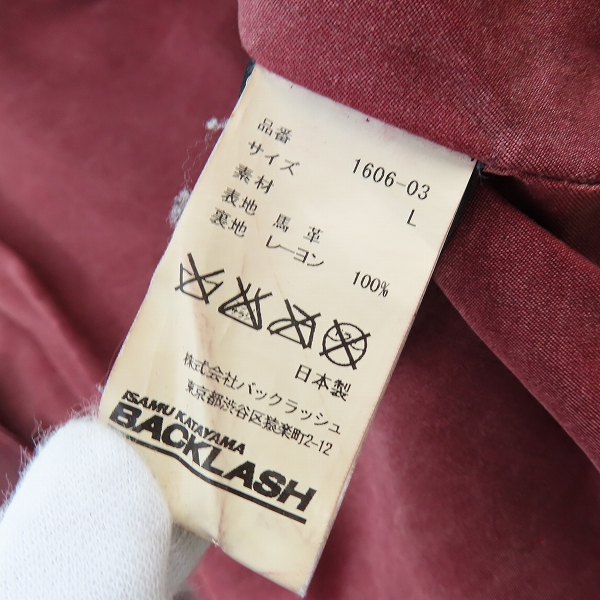 品番 1606-03
サイズ L
素材
表地 馬革
裏地 レーヨン 100%
日本製
株式会社バックラッシュ
東京都渋谷区猿楽町2-12
ISAMU KATAYAMA
BACKLASH